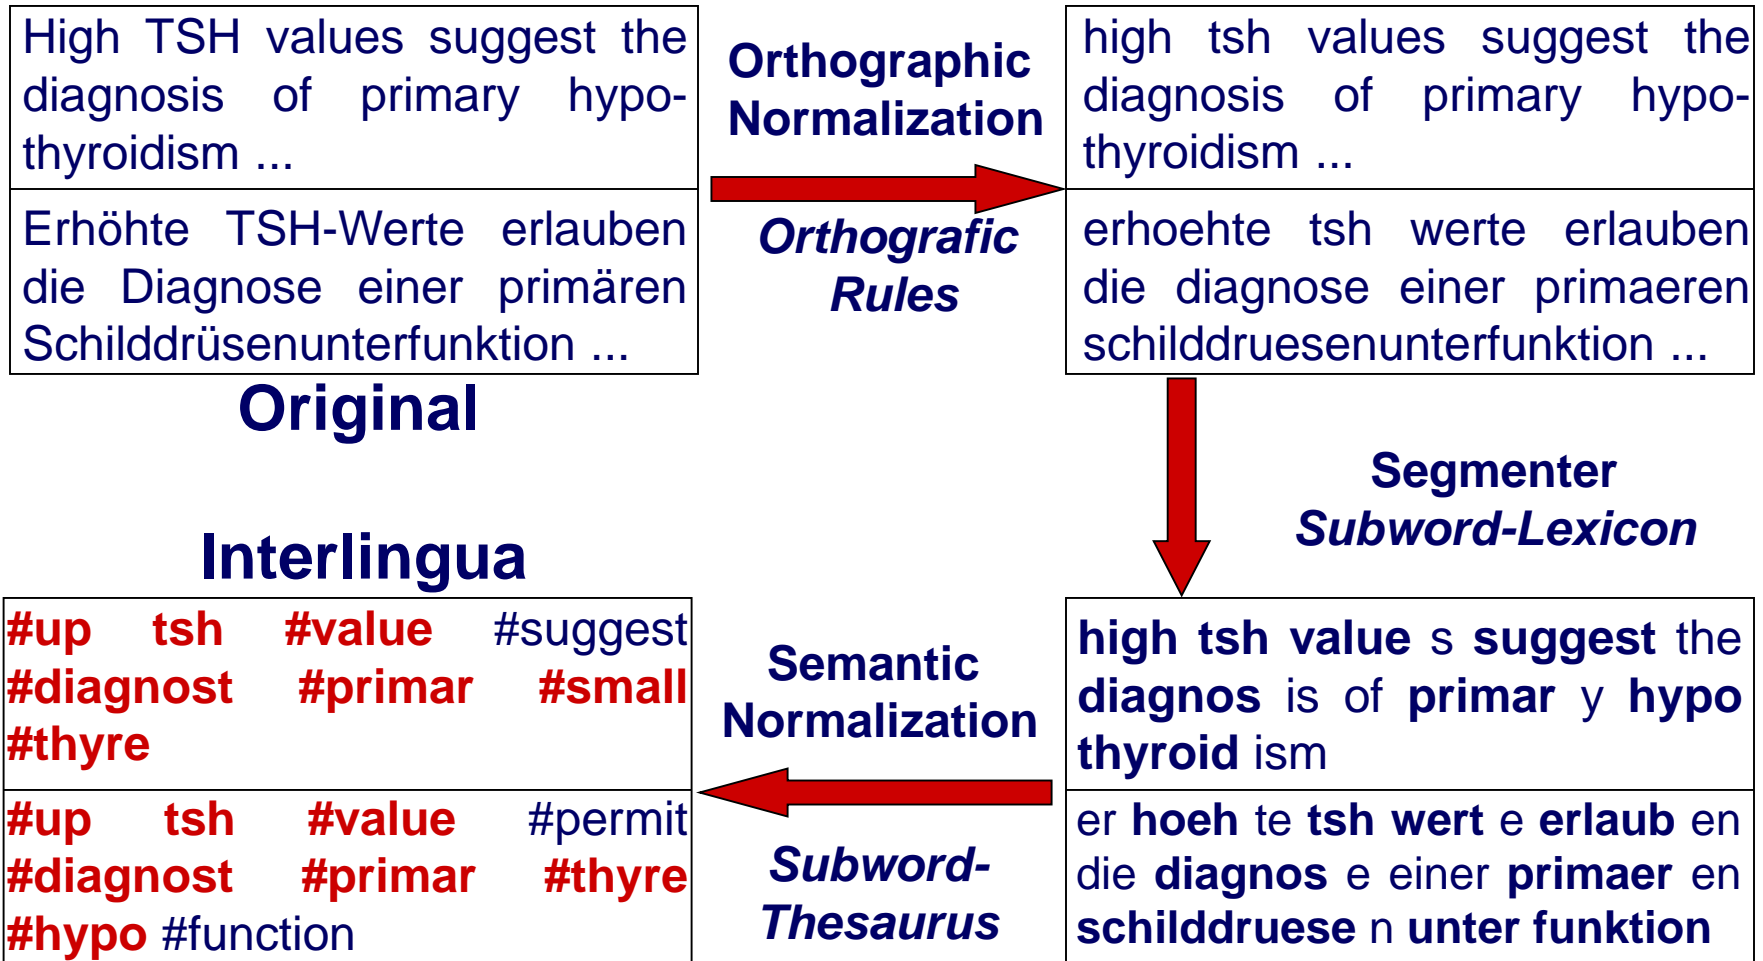 High TSH values suggest the
diagnosis of primary hypo-
thyroidism ...
Erhöhte TSH-Werte erlauben
die Diagnose einer primären
Schilddrüsenunterfunktion ...
Original
Orthographic
Normalization
Orthografic
Rules
high tsh values suggest the
diagnosis of primary hypo-
thyroidism ...
erhoehte tsh werte erlauben
die diagnose einer primaeren
schilddruesenunterfunktion ...
Segmenter
Subword-Lexicon
high tsh value s suggest the
diagnos is of primar y hypo
thyroid ism
er hoeh te tsh wert e erlaub en
die diagnos e einer primaer en
schilddruese n unter funktion
Semantic
Normalization
Subword-
Thesaurus
Interlingua
#up tsh #value #suggest
#diagnost #primar #small
#thyre
#up tsh #value #permit
#diagnost #primar #thyre
#hypo #function